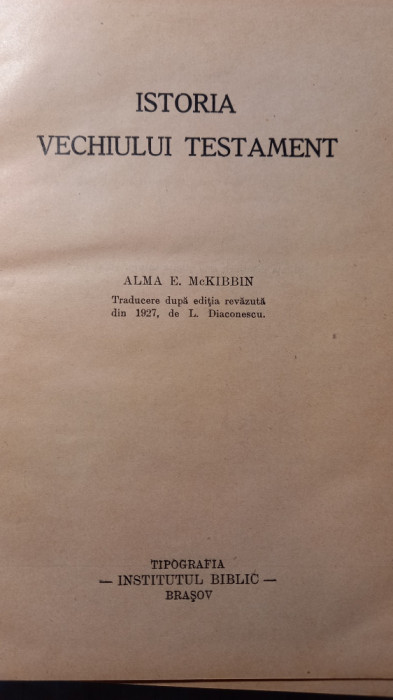 ISTORIA
VECHIULUI TESTAMENT
ALMA E. McKIBBIN
Traducere după ediția revăzută
din 1927, de L. Diaconescu.
TIPOGRAFIA
— INSTITUTUL BIBLIC —
BRAȘOV